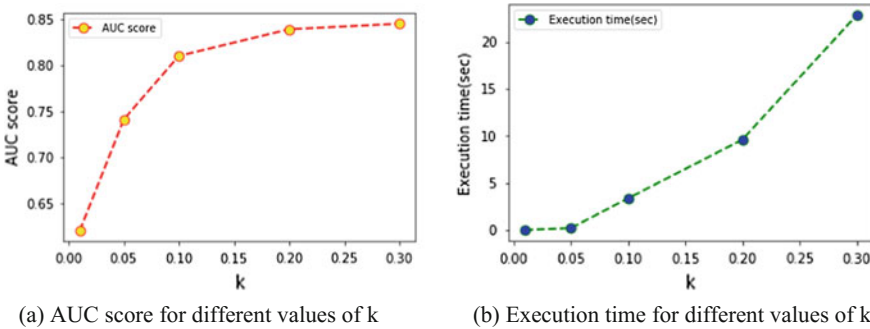 0.85
0.80
0.75
0.70
0.65
AUC score
AUC score
0.00 0.05 0.10 0.15 0.20 0.25 0.30
k
(a) AUC score for different values of k
20
15
10
5
0
Execution time(sec)
Execution time(sec)
0.00 0.05 0.10 0.15 0.20 0.25 0.30
k
(b) Execution time for different values of k